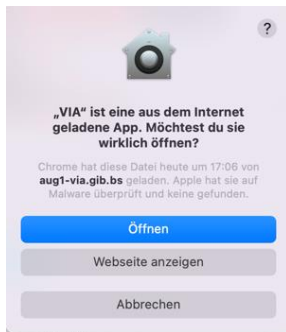 ?
„VIA“ ist eine aus dem Internet
geladene App. Möchtest du sie
wirklich öffnen?
Chrome hat diese Datei heute um 17:06 von
aug1-via.gib.bs geladen. Apple hat sie auf
Malware überprüft und keine gefunden.
Öffnen
Webseite anzeigen
Abbrechen